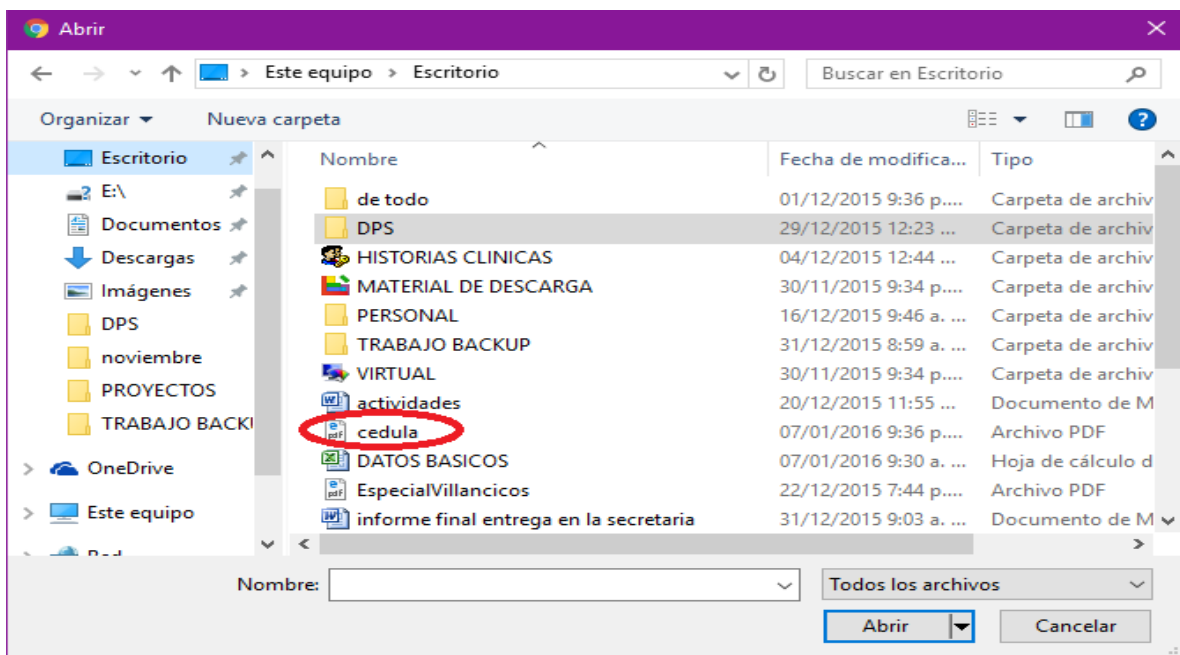 Abrir
Este equipo > Escritorio
Buscar en Escritorio
Organizar
Nueva carpeta
Escritorio
E:\
Documentos
Descargas
Imágenes
DPS
noviembre
PROYECTOS
TRABAJO BACKU
OneDrive
Este equipo
Nombre Fecha de modifica... Tipo
de todo 01/12/2015 9:36 p.... Carpeta de archiv
DPS 29/12/2015 12:23 ... Carpeta de archiv
HISTORIAS CLINICAS 04/12/2015 12:44 ... Carpeta de archiv
MATERIAL DE DESCARGA 30/11/2015 9:34 p.... Carpeta de archiv
PERSONAL 16/12/2015 9:46 a. ... Carpeta de archiv
TRABAJO BACKUP 31/12/2015 8:59 a. ... Carpeta de archiv
VIRTUAL 30/11/2015 9:34 p.... Carpeta de archiv
actividades 20/12/2015 11:55 ... Documento de M
cedula 07/01/2016 9:36 p.... Archivo PDF
DATOS BASICOS 07/01/2016 9:30 a. ... Hoja de cálculo d
EspecialVillancicos 22/12/2015 7:44 p.... Archivo PDF
informe final entrega en la secretaria 31/12/2015 9:03 a. ... Documento de M
Nombre:
Todos los archivos
Abrir
Cancelar